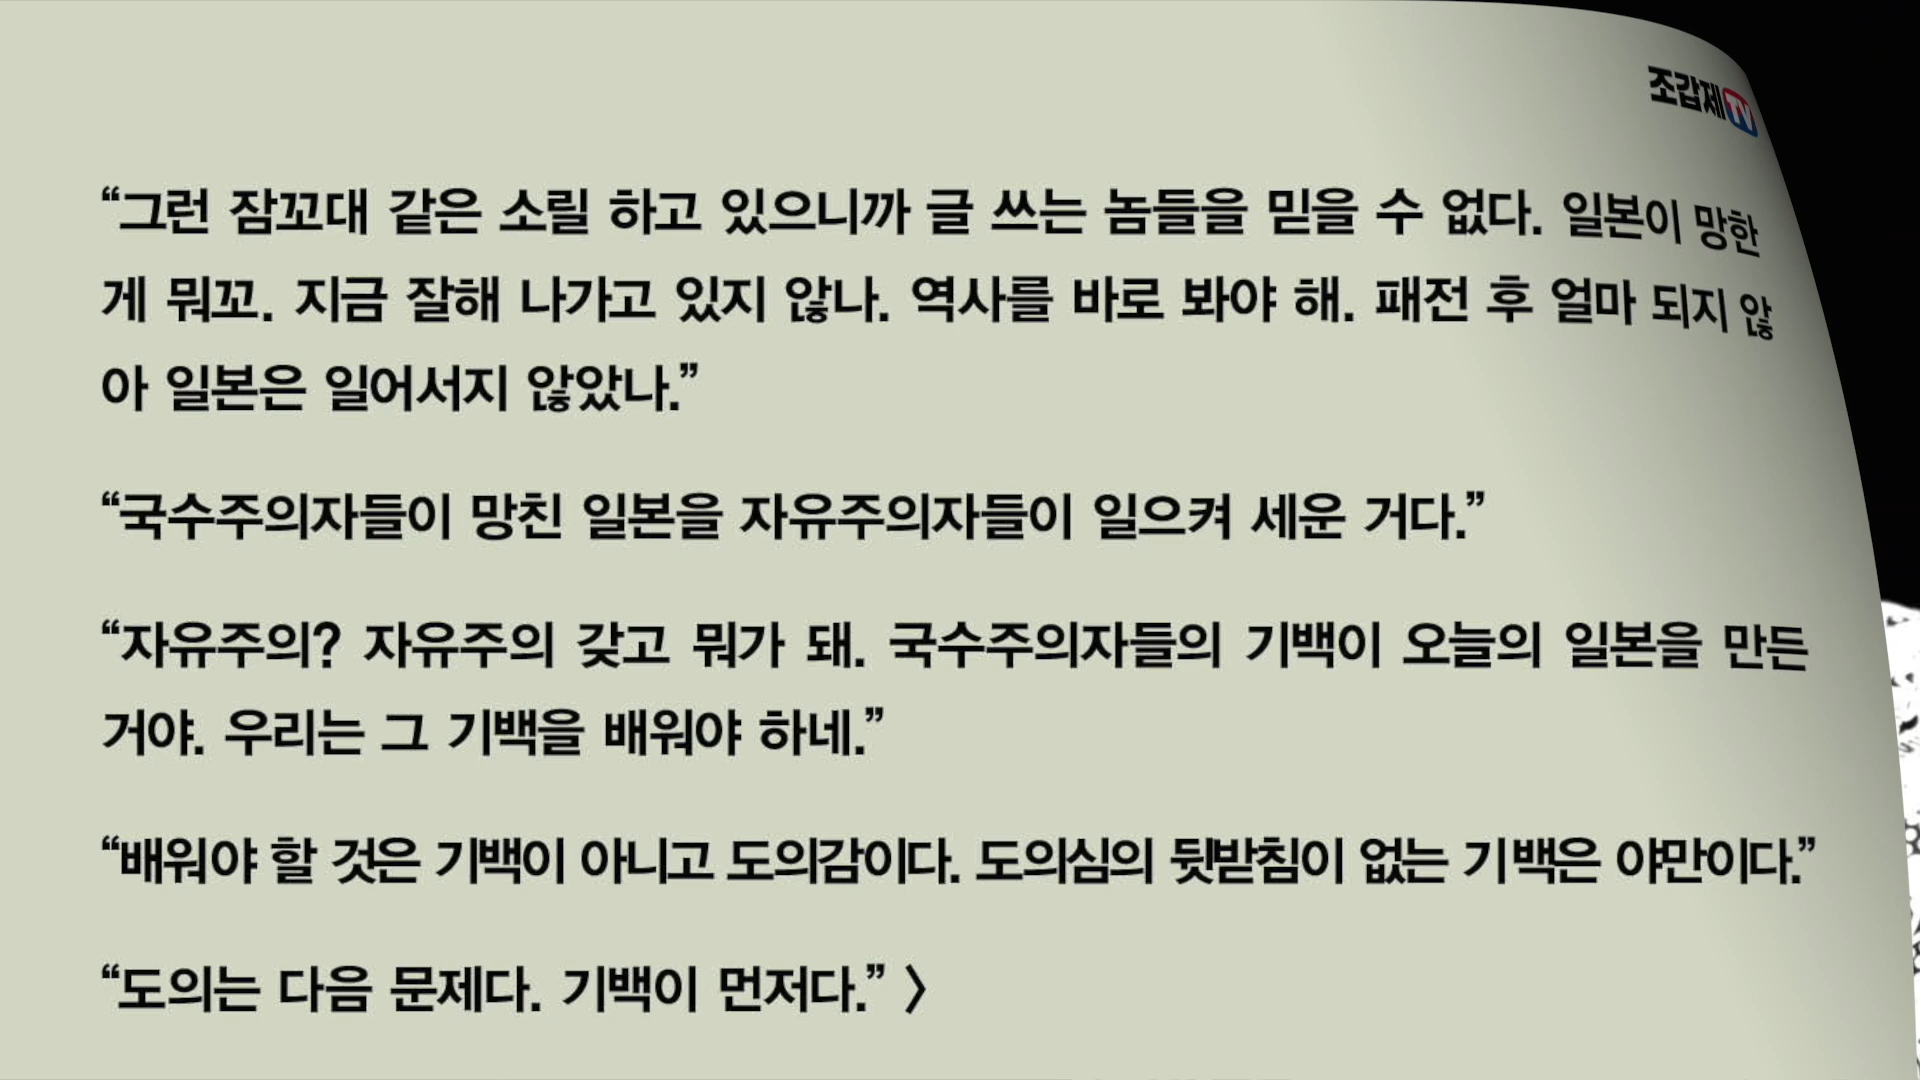 조갑제TV
“그런 잠꼬대 같은 소릴 하고 있으니까 글 쓰는 놈들을 믿을 수 없다. 일본이 망한
게 뭐꼬. 지금 잘해 나가고 있지 않나. 역사를 바로 봐야 해. 패전 후 얼마 되지 않
아 일본은 일어서지 않았나.”
“국수주의자들이 망친 일본을 자유주의자들이 일으켜 세운 거다.”
“자유주의? 자유주의 갖고 뭐가 돼. 국수주의자들의 기백이 오늘의 일본을 만든
거야. 우리는 그 기백을 배워야 하네.”
“배워야 할 것은 기백이 아니고 도의감이다. 도의심의 뒷받침이 없는 기백은 야만이다.”
“도의는 다음 문제다. 기백이 먼저다.” 〉